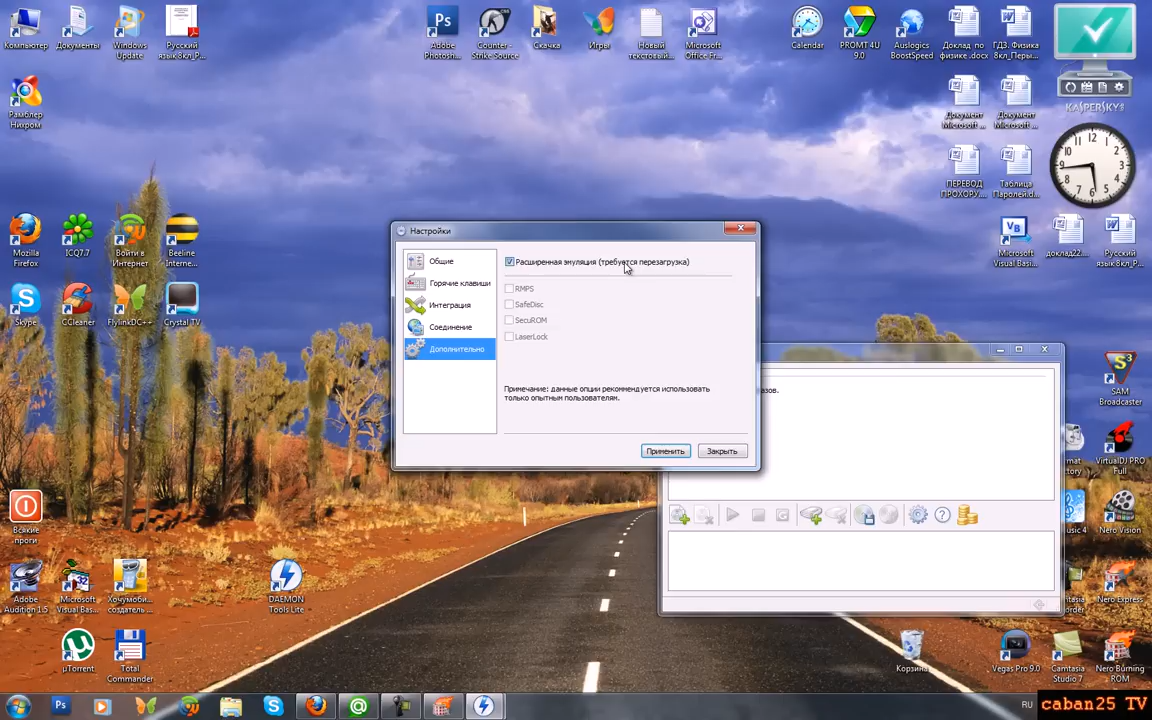 Компьютер
Документы
Windows
Update
Русский
язык 8кл_Р...
Adobe
Photosh...
Counter -
Strike Source
Скачка
Игры
Новый
текстовый...
Microsoft
Office Fr...
Calendar
PROMT 4U
9.0
Auslogics
BoostSpeed
Доклад по
физике .docx
ГДЗ. Физика
8кл_Перы...
KASPERSKY
Рамблер
Нихром
Документ
Microsoft ...
Документ
Microsoft ...
ПЕРЕВОД
ПРОХОРУ...
Таблица
Паролей.d...
Mozilla
Firefox
ICQ7.7
Войти в
Интернет
Beeline
Interne...
Microsoft
Visual Basi...
доклад22...
Русский
язык 8кл_...
Skype
CCleaner
FlylinkDC++
Crystal TV
Настройки
Общие
Горячие клавиши
Интеграция
Соединение
Дополнительно
Расширенная эмуляция (требуется перезагрузка)
RMPS
SafeDisc
SecuROM
LaserLock
Примечание: данные опции рекомендуется использовать
только опытным пользователям.
Применить
Закрыть
азов.
SAM
Broadcaster
VirtualDJ PRO
Full
Nero Vision
Nero Express
Всякие
проги
Adobe
Audition 1.5
Microsoft
Visual Bas...
Хочумоби...
создатель ...
DAEMON
Tools Lite
µTorrent
Total
Commander
Корзина
Vegas Pro 9.0
Camtasia
Studio 7
Nero Burning
ROM
RU
caban25 TV